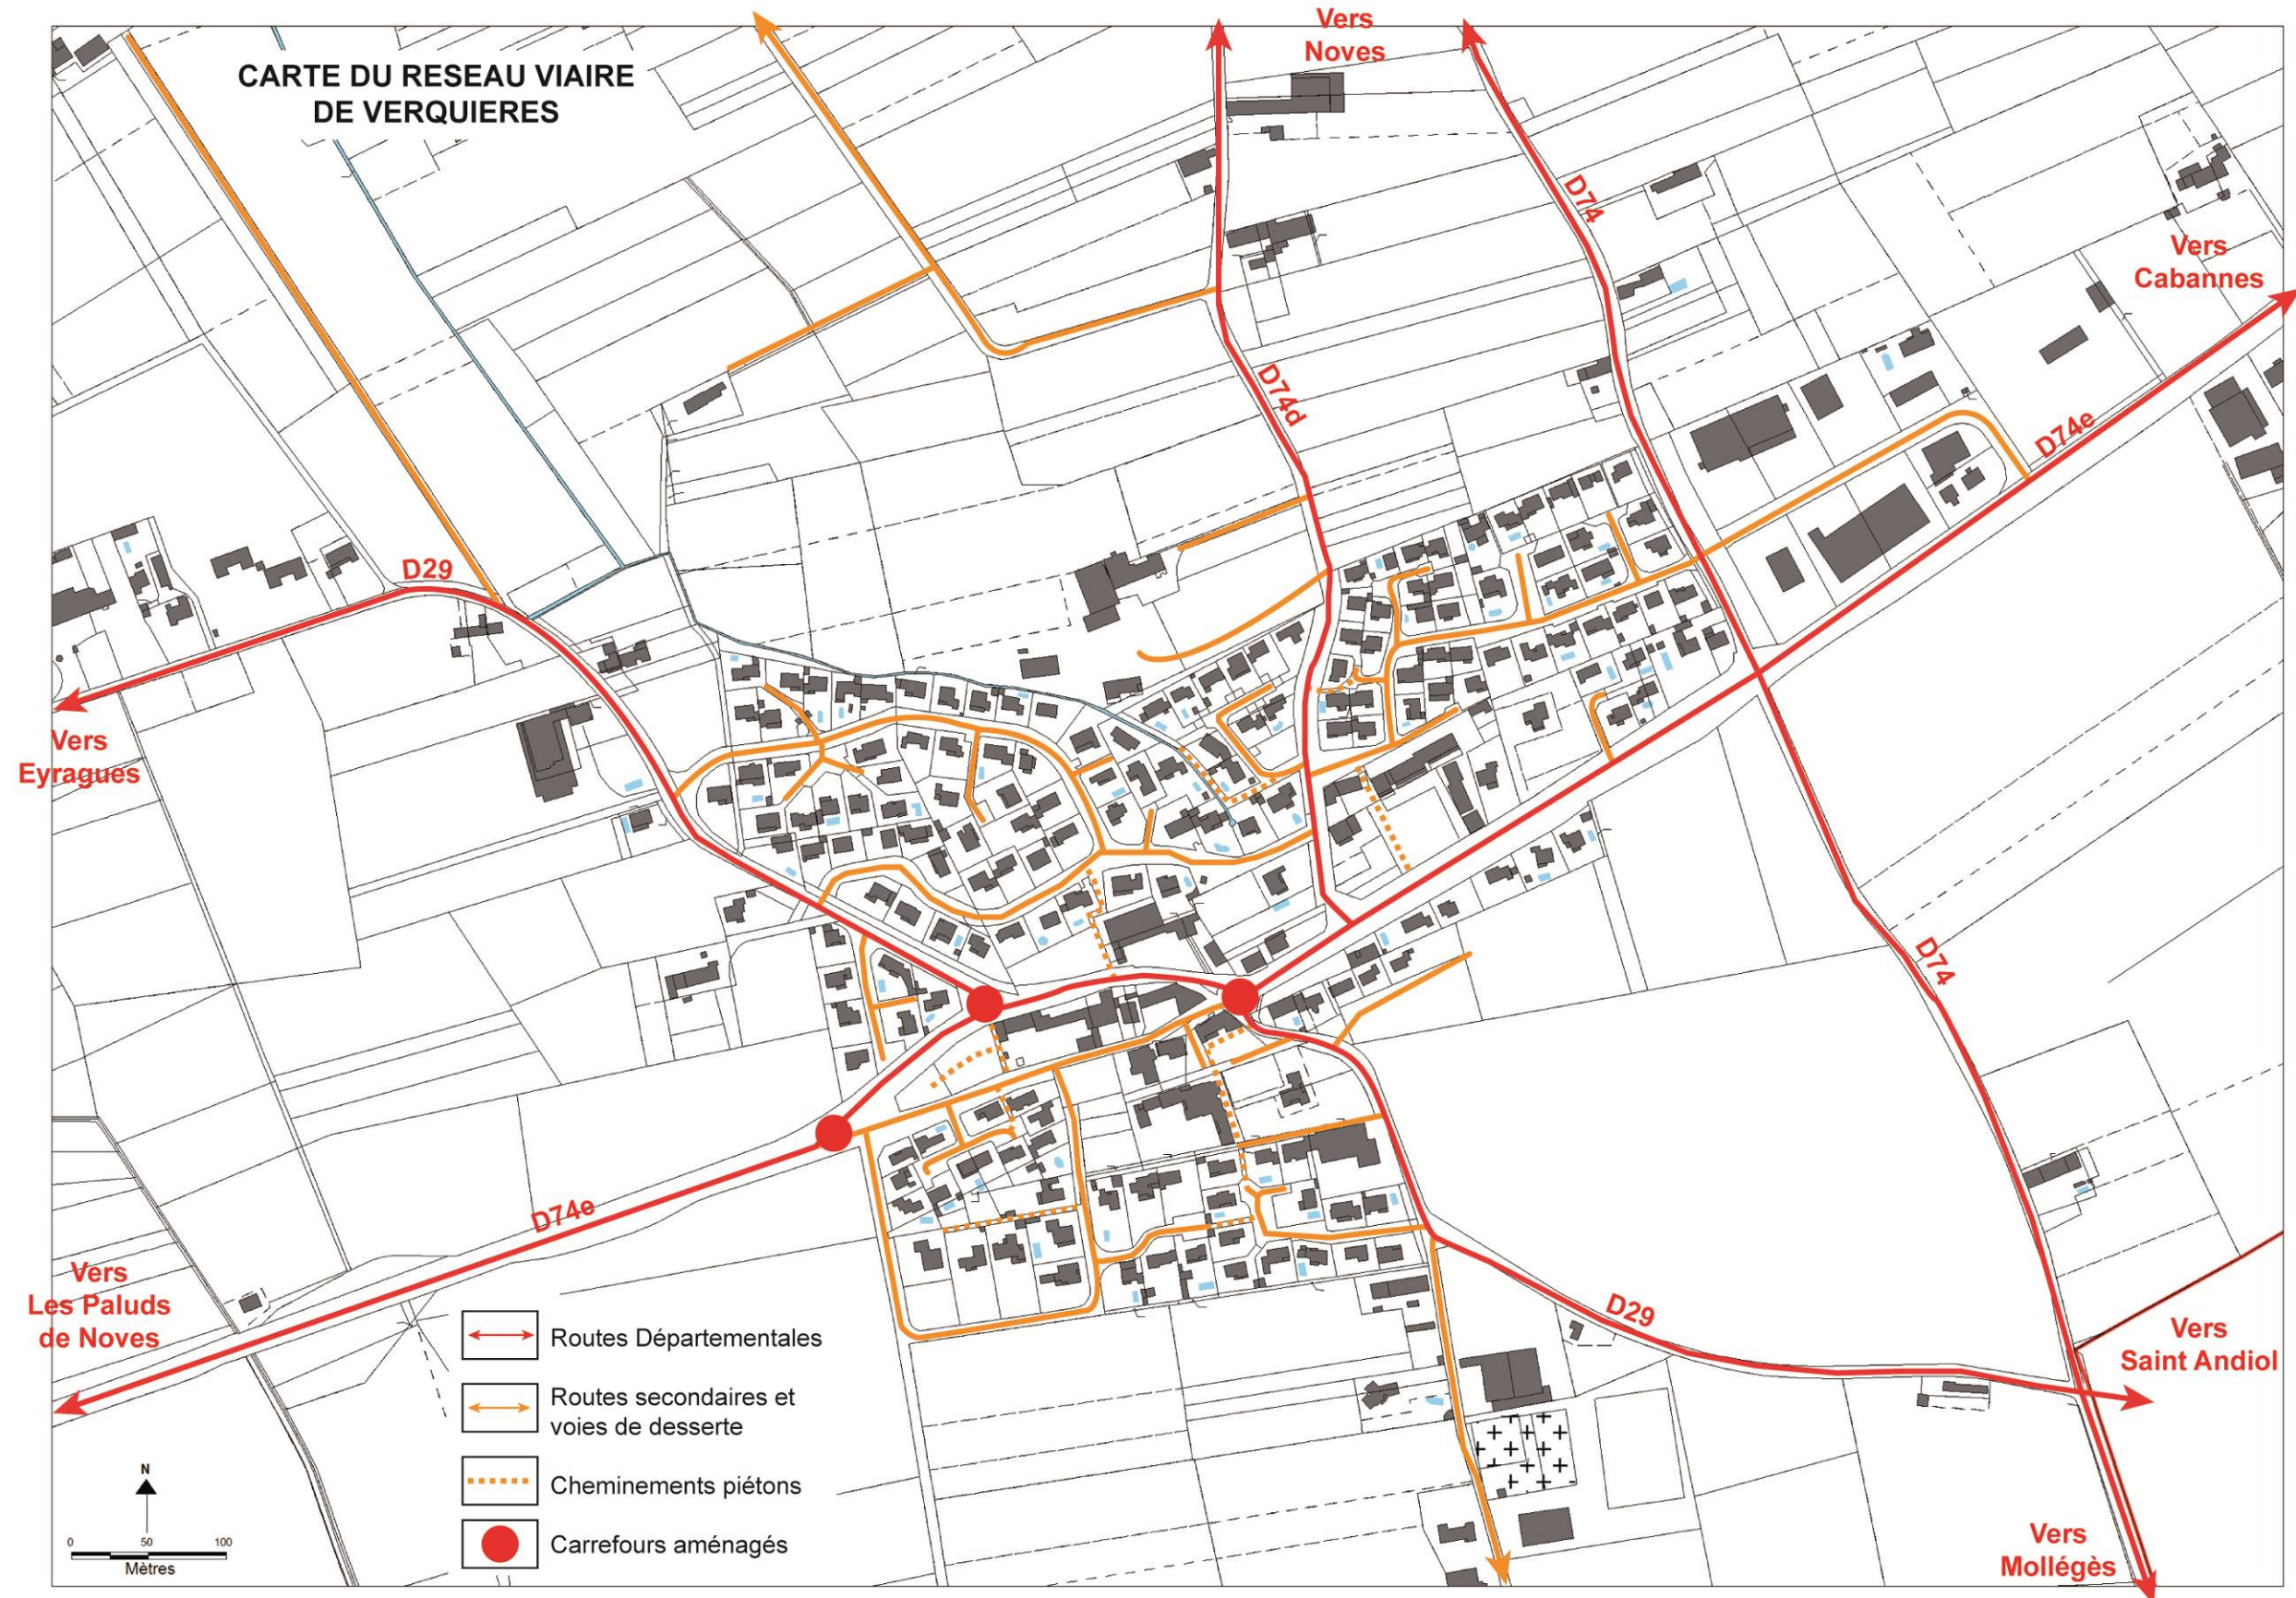 Vers
Noves
CARTE DU RESEAU VIAIRE
DE VERQUIERES
D74
Vers
Cabannes
D74d
D74e
D29
Vers
Eyragues
D74
D74e
Vers
Les Paluds
de Noves
D29
Vers
Saint Andiol
Routes Départementales
Routes secondaires et
voies de desserte
Cheminements piétons
Carrefours aménagés
N
0 50 100
Mètres
Vers
Mollégès